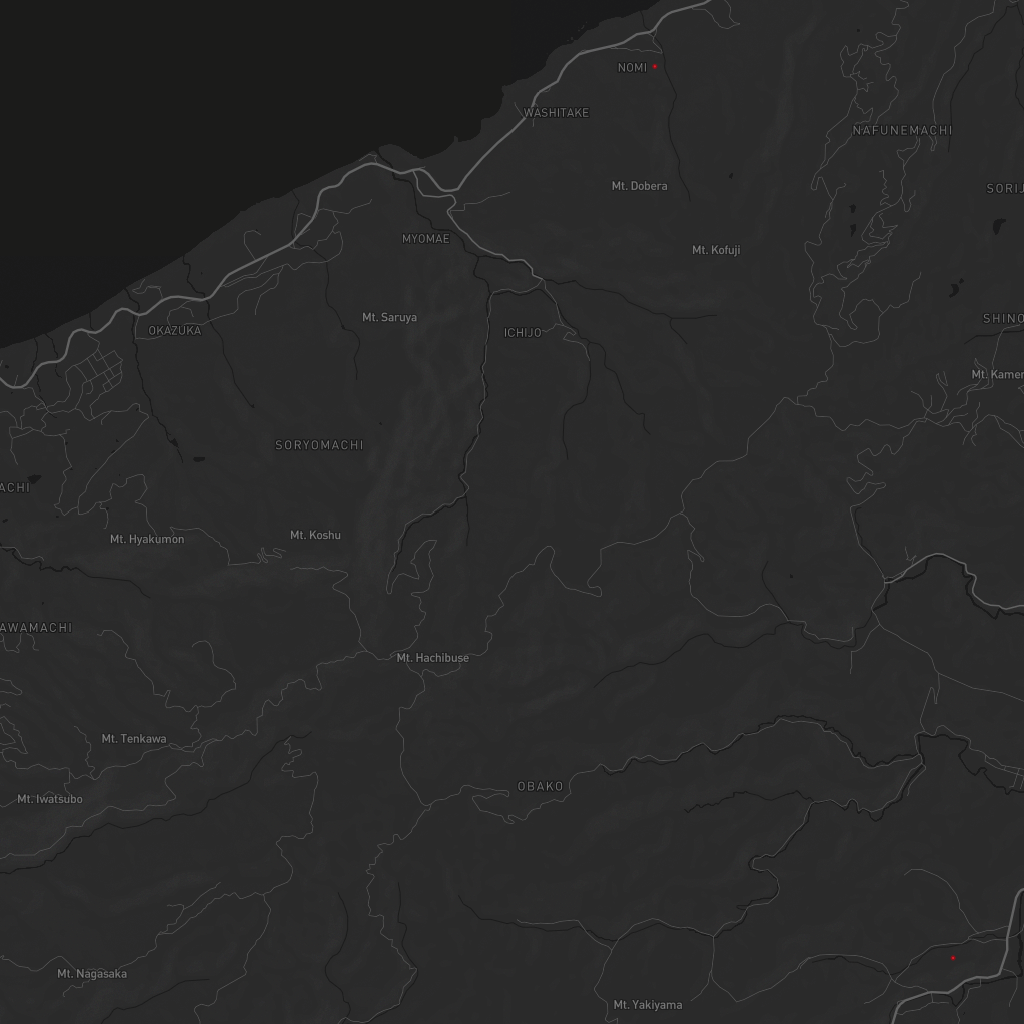 NOMI
WASHITAKE
NAFUNEMACHI
Mt. Dobera
SORIJ
MYOMAE
Mt. Kofuji
Mt. Saruya
SHINO
OKAZUKA
ICHIJO
Mt. Kamer
SORYOMACHI
ACHI
Mt. Koshu
Mt. Hyakumon
AWAMACHI
Mt. Hachibuse
Mt. Tenkawa
OBAKO
Mt. Iwatsubo
Mt. Nagasaka
Mt. Yakiyama